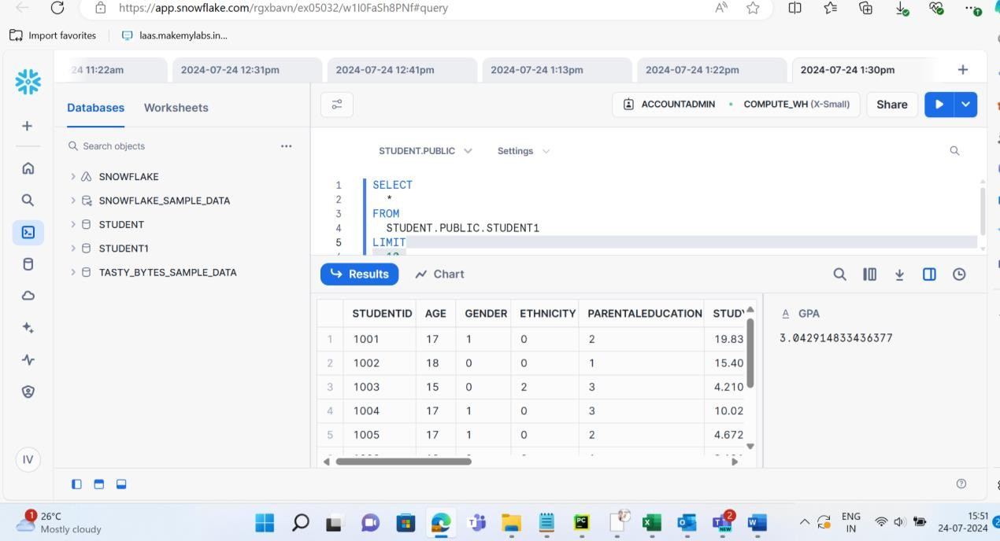 https://app.snowflake.com/rgxbavn/ex05032/w1I0FaSh8PNf#query
Import favorites
laas.makemylabs.in...
24 11:22am
2024-07-24 12:31pm
2024-07-24 12:41pm
2024-07-24 1:13pm
2024-07-24 1:22pm
2024-07-24 1:30pm
Databases
Worksheets
ACCOUNTADMIN
COMPUTE_WH (X-Small)
Share
Search objects
SNOWFLAKE
SNOWFLAKE_SAMPLE_DATA
STUDENT
STUDENT1
TASTY_BYTES_SAMPLE_DATA
IV
STUDENT.PUBLIC
Settings
1 SELECT
2 *
3 FROM
4 STUDENT.PUBLIC.STUDENT1
5 LIMIT
Results
Chart
STUDENTID AGE GENDER ETHNICITY PARENTALEDUCATION STUDY
1 1001 17 1 0 2 19.83
2 1002 18 0 0 1 15.40
3 1003 15 0 2 3 4.210
4 1004 17 1 0 3 10.02
5 1005 17 1 0 2 4.672
A GPA
3.042914833436377
1
26°C
Mostly cloudy
PC
2
NEW
ENG
IN
15:51
24-07-2024
2